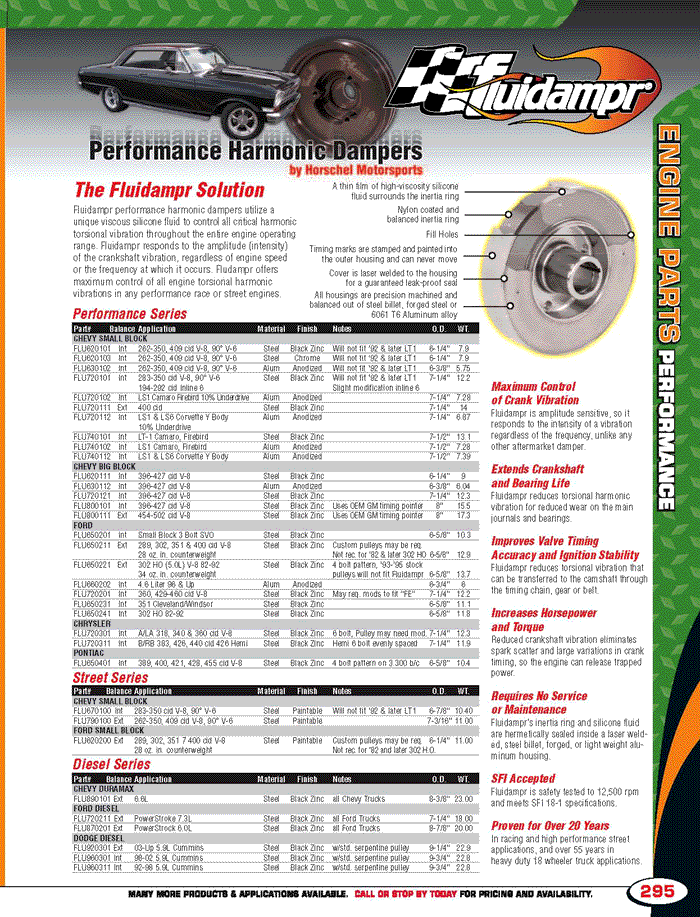 fluidampr
Performance Harmonic Dampers
by Horschel Motorsports
ENGINE PARTS PERFORMANCE
The Fluidampr Solution
Fluidampr performance harmonic dampers utilize a
unique viscous silicone fluid to control all critical harmonic
torsional vibration throughout the entire engine operating
range. Fluidampr responds to the amplitude (intensity)
of the crankshaft vibration, regardless of engine speed
or the frequency at which it occurs. Fludampr offers
maximum control of all engine torsional harmonic
vibrations in any performance race or street engines.
A thin film of high-viscosity silicone
fluid surrounds the inertia ring
Nylon coated and
balanced inertia ring
Fill Holes
Timing marks are stamped and painted into
the outer housing and can never move
Cover is laser welded to the housing
for a guaranteed leak-proof seal
All housings are precision machined and
balanced out of steel billet, forged steel or
6061 T6 Aluminum alloy
Performance Series
Part# Balance Application Material Finish Notes O.D. WT.
CHEVY SMALL BLOCK
FLU620101 Int 262-350, 409 cid V-8, 90° V-6 Steel Black Zinc Will not fit '92 & later LT1 6-1/4" 7.9
FLU620103 Int 262-350, 409 cid V-8, 90° V-6 Steel Chrome Will not fit '92 & later LT1 6-1/4" 7.9
FLU630102 Int 262-350, 409 cid V-8, 90° V-6 Alum Anodized Will not fit '92 & later LT1 6-3/8" 5.75
FLU720101 Int 283-350 cid V-8, 90° V-6 Steel Black Zinc Will not fit '92 & later LT1 7-1/4" 12.2
194-292 cid Inline 6 Slight modification inline 6
FLU720102 Int LS1 Camaro Firebird 10% Underdrive Alum Anodized 7-1/4" 7.28
FLU720111 Ext 400 cid Steel Black Zinc 7-1/4" 14
FLU720112 Int LS1 & LS6 Corvette Y Body Alum Anodized 7-1/4" 6.87
10% Underdrive
FLU740101 Int LT-1 Camaro, Firebird Steel Black Zinc 7-1/2" 13.1
FLU740102 Int LS1 Camaro, Firebird Alum Black Zinc 7-1/2" 7.28
FLU740112 Int LS1 & LS6 Corvette Y Body Alum Black Zinc 7-1/2" 7.39
CHEVY BIG BLOCK
FLU620111 Int 396-427 cid V-8 Steel Black Zinc 6-1/4" 9
FLU630112 Int 396-427 cid V-8 Alum Anodized 6-3/8" 6.04
FLU720121 Int 396-427 cid V-8 Steel Black Zinc 7-1/4" 12.3
FLU800101 Int 396-427 cid V-8 Steel Black Zinc Uses OEM GM timing pointer 8" 15.5
FLU800111 Ext 454-502 cid V-8 Steel Black Zinc Uses OEM GM timing pointer 8" 17.3
FORD
FLU650201 Int Small Block 3 Bolt SVO Steel Black Zinc 6-5/8" 10.3
FLU650211 Ext 289, 302, 351 & 400 cid V-8 Steel Black Zinc Custom pulleys may be req.
28 oz. in. counterweight Not rec. for '82 & later 302 HO 6-5/8" 12.9
FLU650221 Ext 302 HO (5.0L) V-8 82-92 Steel Black Zinc 4 bolt pattern, '93-'95 stock
34 oz. in. counterweight pulleys will not fit Fluidampr 6-5/8" 13.7
FLU660202 Int 4.6 Liter 96 & Up Alum Anodized 6-3/4" 6
FLU720201 Int 360, 429-460 cid V-8 Steel Black Zinc May req. mods to fit "FE" 7-1/4" 12.2
FLU650231 Int 351 Cleveland/Windsor Steel Black Zinc 6-5/8" 11.1
FLU650241 Int 302 HO 82-92 Steel Black Zinc 6-5/8" 11.8
CHRYSLER
FLU720301 Int A/LA 318, 340 & 360 cid V-8 Steel Black Zinc 6 bolt, Pulley may need mod. 7-1/4" 12.3
FLU720311 Int B/RB 383, 426, 440 cid 426 Hemi Steel Black Zinc Hemi 6 bolt evenly spaced 7-1/4" 11.9
PONTIAC
FLU650401 Int 389, 400, 421, 428, 455 cid V-8 Steel Black Zinc 4 bolt pattern on 3.300 b/c 6-5/8" 10.4
Street Series
Part# Balance Application Material Finish Notes O.D. WT.
CHEVY SMALL BLOCK
FLU670100 Int 283-350 cid V-8, 90° V-6 Steel Paintable Will not fit '92 & later LT1 6-7/8" 10.40
FLU790100 Ext 262-350, 409 cid V-8, 90° V-6 Steel Paintable 7-3/16" 11.00
FORD SMALL BLOCK
FLU620200 Ext 289, 302, 351 7 400 cid V-8 Steel Paintable Custom pulleys may be req. 6-1/4" 11.00
28 oz. in. counterweight Not rec. for '82 and later 302 H.O.
Diesel Series
Part# Balance Application Material Finish Notes O.D. WT.
CHEVY DURAMAX
FLU890101 Ext 6.6L Steel Black Zinc all Chevy Trucks 8-3/8" 23.00
FORD DIESEL
FLU720211 Ext PowerStroke 7.3L Steel Black Zinc all Ford Trucks 7-1/4" 18.00
FLU870201 Ext PowerStrock 6.0L Steel Black Zinc all Ford Trucks 8-7/8" 20.00
DODGE DIESEL
FLU920301 Ext 03-Up 5.9L Cummins Steel Black Zinc w/std. serpentine pulley 9-1/4" 22.9
FLU960301 Int 98-02 5.9L Cummins Steel Black Zinc w/std. serpentine pulley 9-3/4" 22.8
FLU960311 Int 92-98 5.9L Cummins Steel Black Zinc w/std. serpentine pulley 9-3/4" 22.8
Maximum Control
of Crank Vibration
Fluidampr is amplitude sensitive, so it
responds to the intensity of a vibration
regardless of the frequency, unlike any
other aftermarket damper.
Extends Crankshaft
and Bearing Life
Fluidampr reduces torsional harmonic
vibration for reduced wear on the main
journals and bearings.
Improves Valve Timing
Accuracy and Ignition Stability
Fluidampr reduces torsional vibration that
can be transferred to the camshaft through
the timing chain, gear or belt.
Increases Horsepower
and Torque
Reduced crankshaft vibration eliminates
spark scatter and large variations in crank
timing, so the engine can release trapped
power.
Requires No Service
or Maintenance
Fluidampr's inertia ring and silicone fluid
are hermetically sealed inside a laser weld-
ed, steel billet, forged, or light weight alu-
minum housing.
SFI Accepted
Fluidampr is safety tested to 12,500 rpm
and meets SFI 18-1 specifications.
Proven for Over 20 Years
In racing and high performance street
applications, and over 55 years in
heavy duty 18 wheeler truck applications.
MANY MORE PRODUCTS & APPLICATIONS AVAILABLE. CALL OR STOP BY TODAY FOR PRICING AND AVAILABILITY.
295